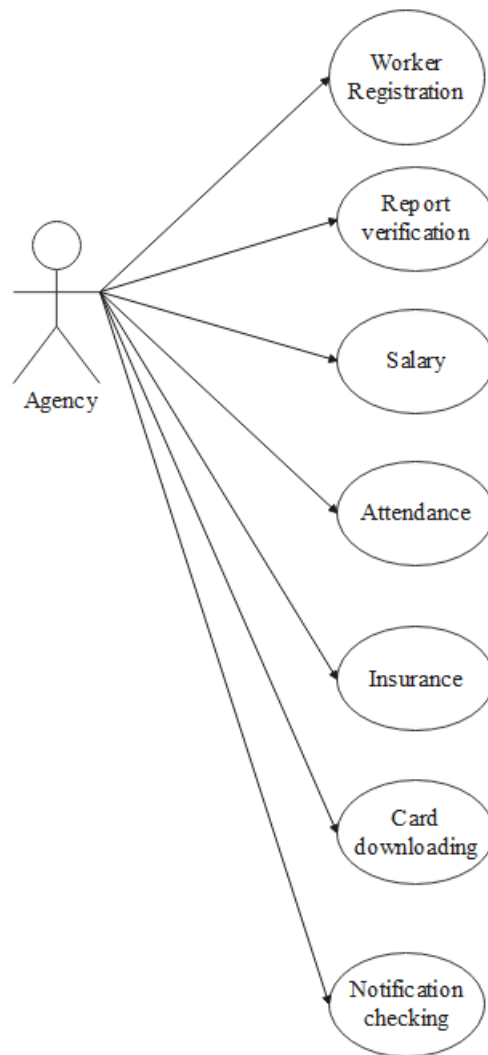 Worker
Registration
Report
verification
Salary
Agency
Attendance
Insurance
Card
downloading
Notification
checking